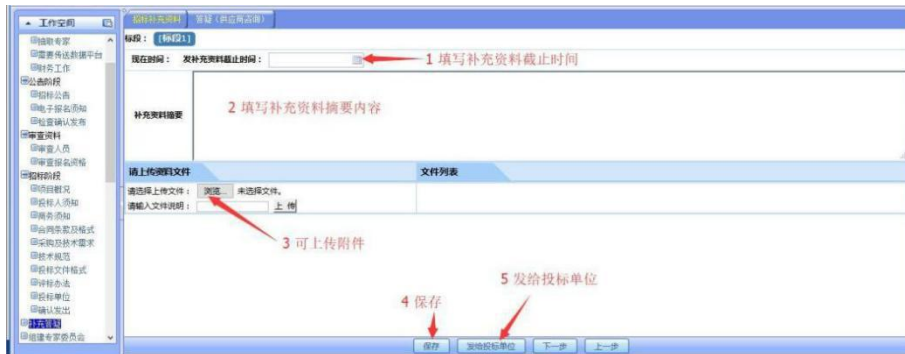 工作空间
招标补充资料
答疑(供应商咨询)
抽取专家
需要传送数据平台
财务工作
公告阶段
招标公告
电子报名须知
检查确认发布
审查资料
审查人员
审查报名资格
招标阶段
项目概况
投标人须知
商务须知
合同条款及格式
采购及技术要求
技术规范
投标文件格式
评标办法
投标单位
确认发出
补充答疑
组建专家委员会
标段: 【标段1】
现在时间: 发补充资料截止时间:
1 填写补充资料截止时间
补充资料摘要
2 填写补充资料摘要内容
请上传资料文件
文件列表
请选择上传文件: 浏览... 未选择文件。
请输入文件说明: 上 传
3 可上传附件
4 保存
5 发给投标单位
保存
发给投标单位
下一步
上一步